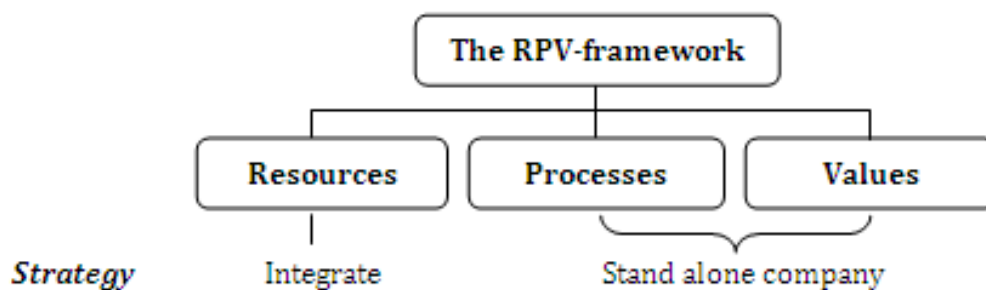 The RPV-framework
Resources Processes Values
Strategy Integrate Stand alone company